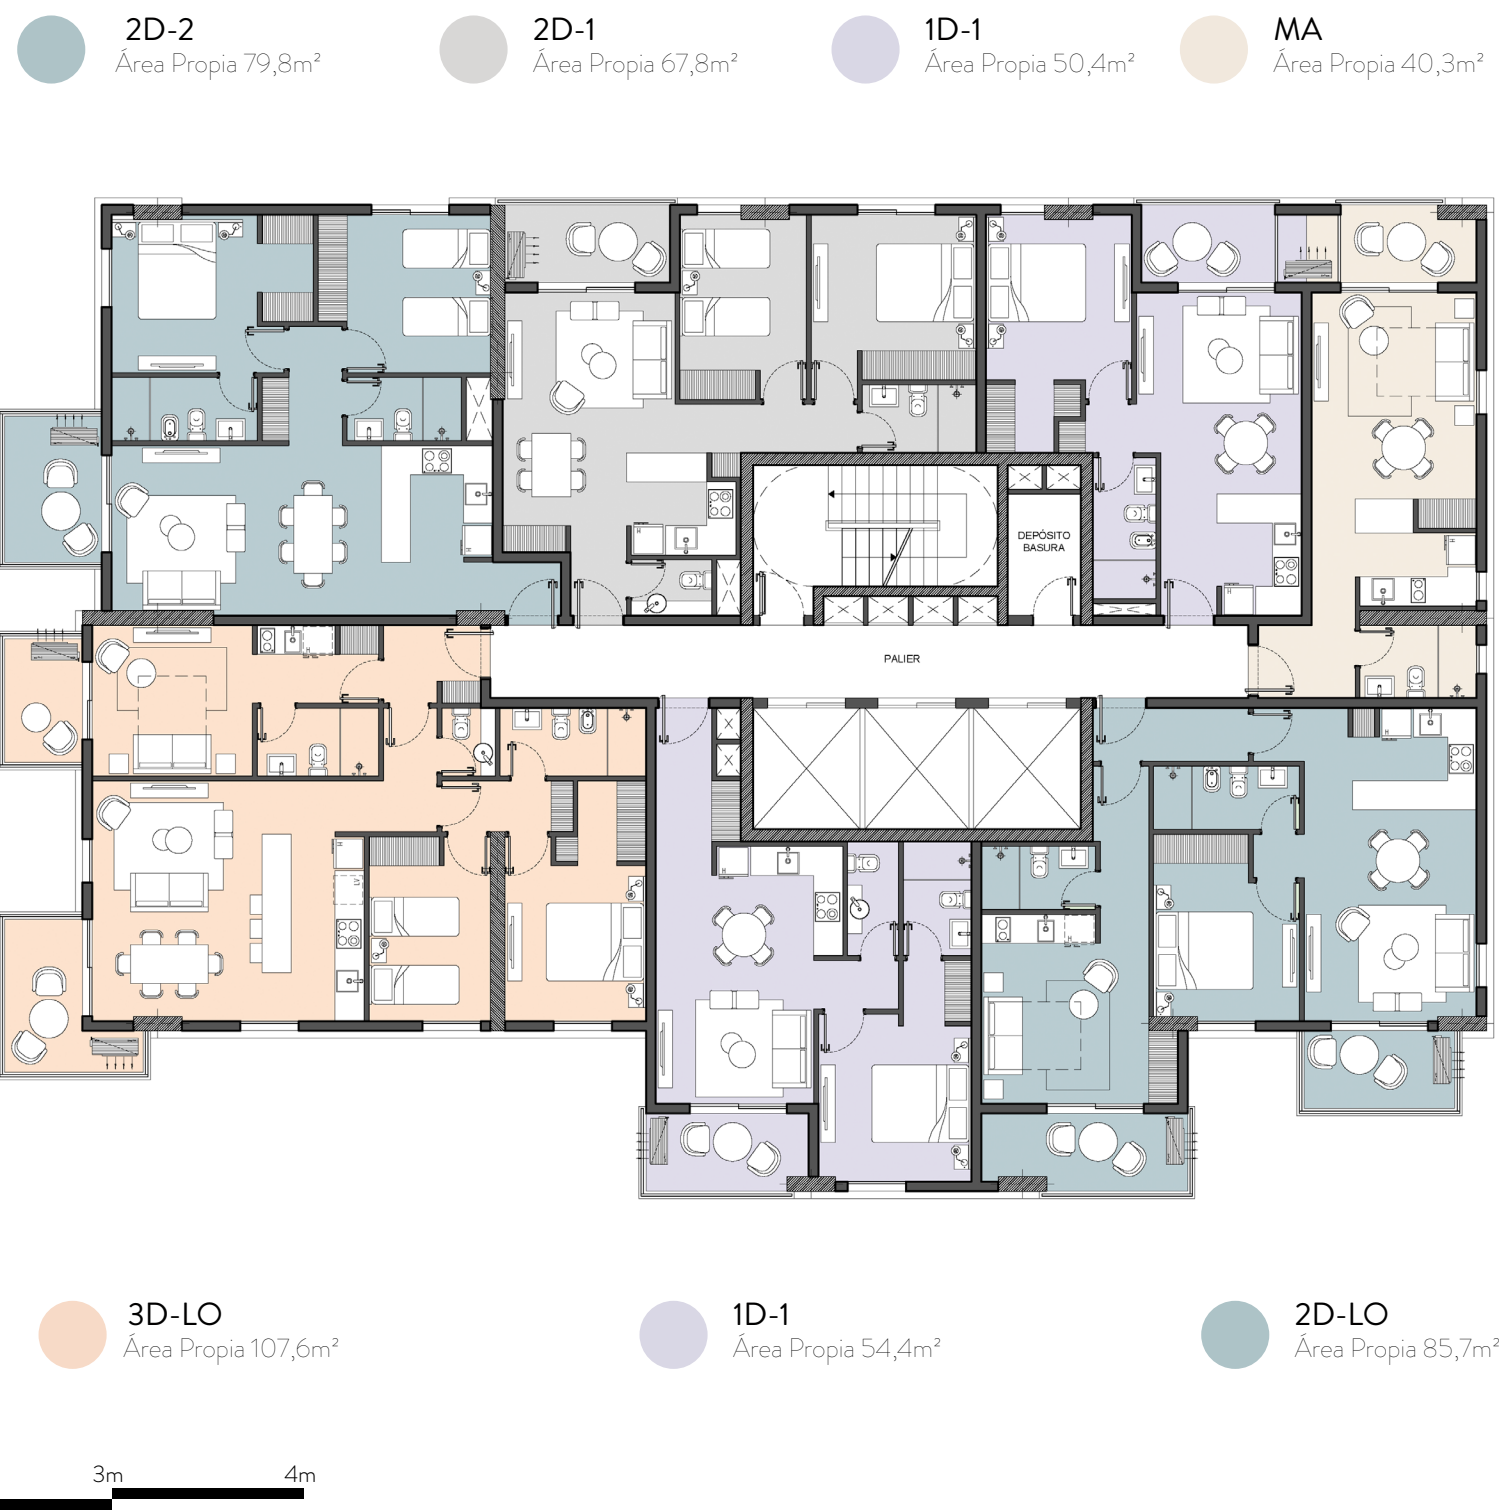 2D-2
Área Propia 79,8m²
2D-1
Área Propia 67,8m²
1D-1
Área Propia 50,4m²
MA
Área Propia 40,3m²
DEPÓSITO
BASURA
PALIER
H
H
H
H
H
H
H
LV
H
H
H
3D-LO
Área Propia 107,6m²
1D-1
Área Propia 54,4m²
2D-LO
Área Propia 85,7m²
3m
4m